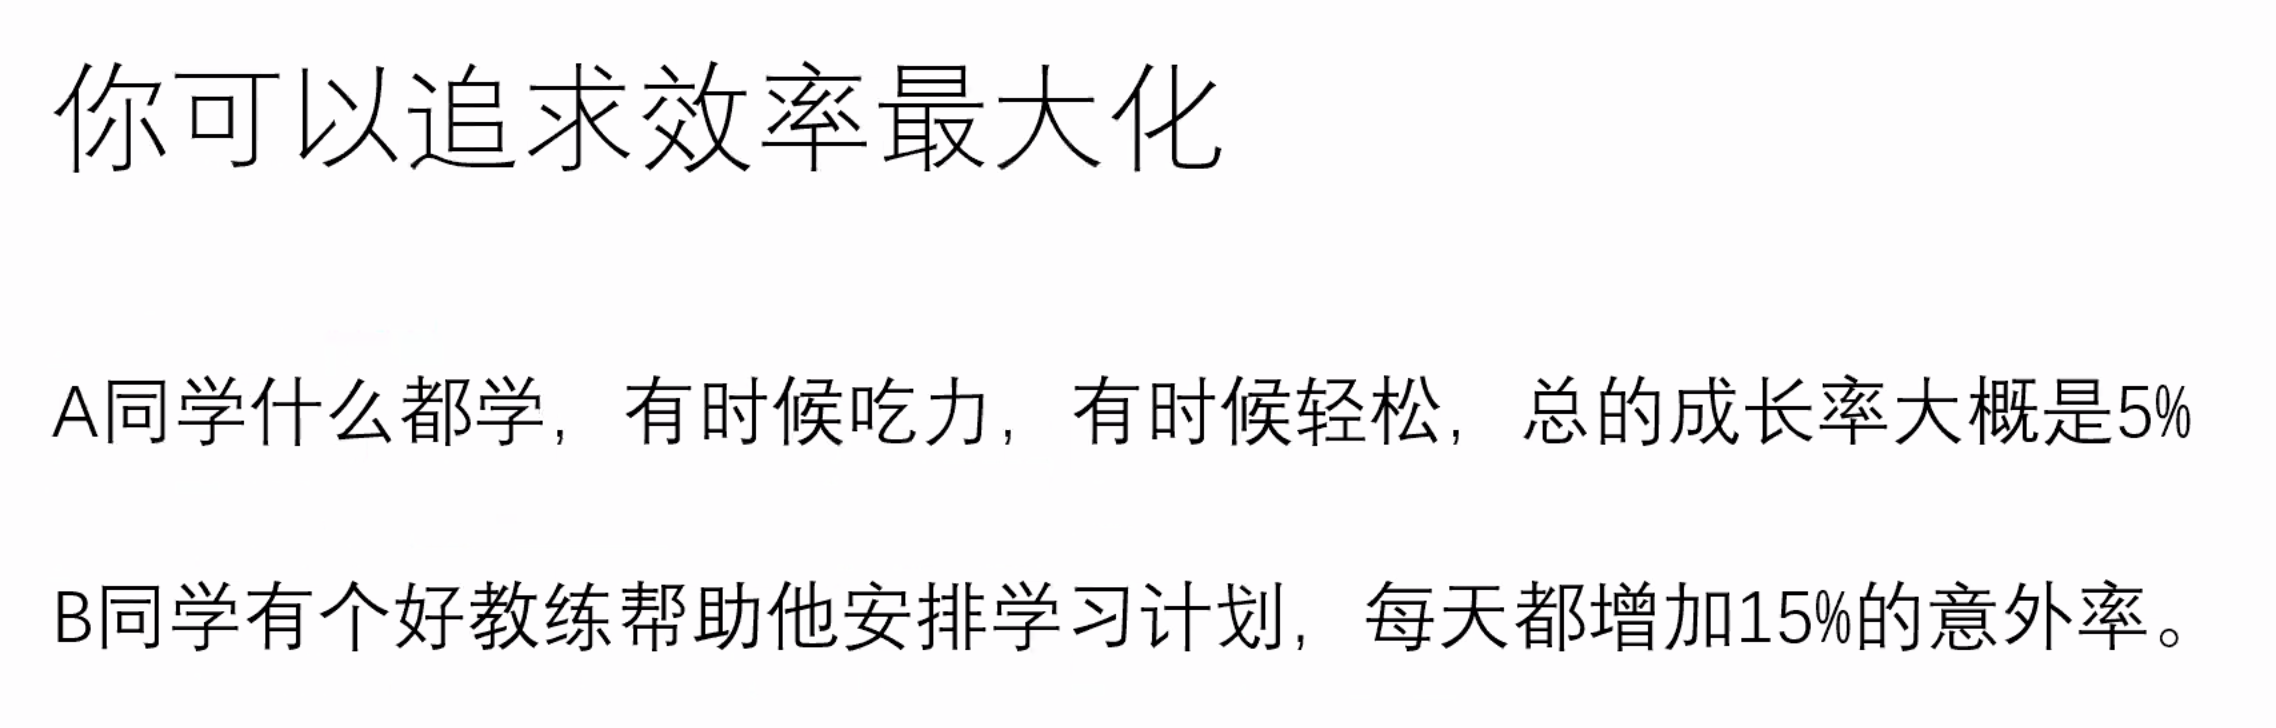 你可以追求效率最大化
A同学什么都学，有时候吃力，有时候轻松，总的成长率大概是5%
B同学有个好教练帮助他安排学习计划，每天都增加15%的意外率。